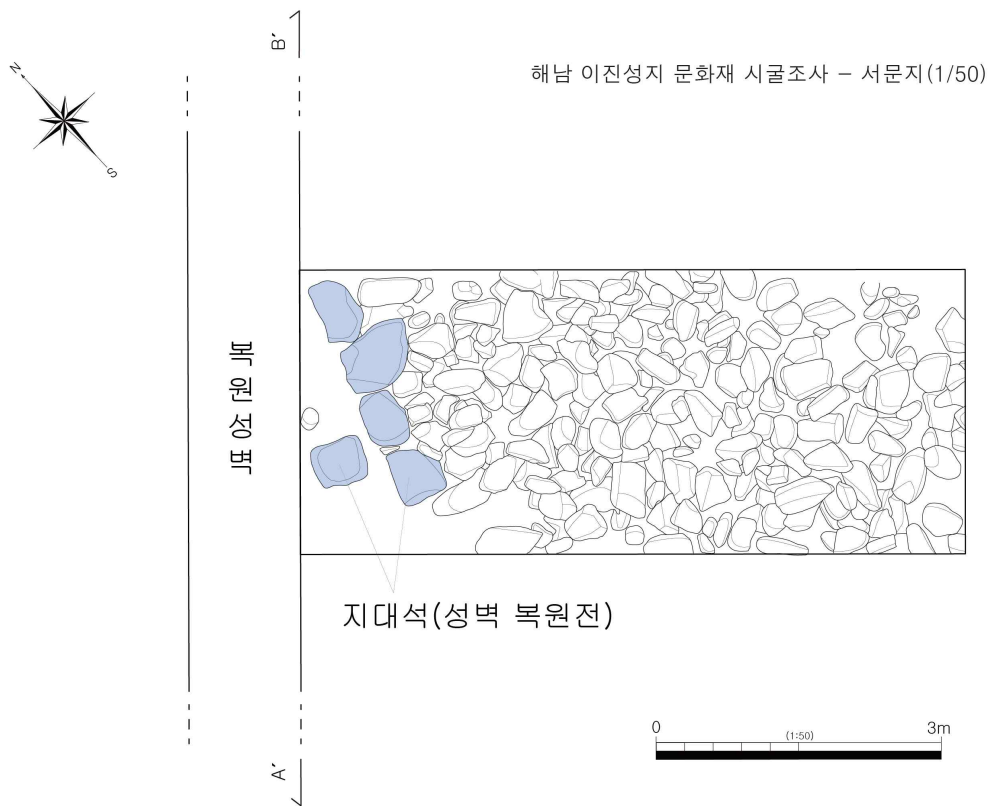 B′
N
해남 이진성지 문화재 시굴조사 - 서문지(1/50)
S
복원성벽
지대석(성벽 복원전)
0
3m
(1:50)
A′